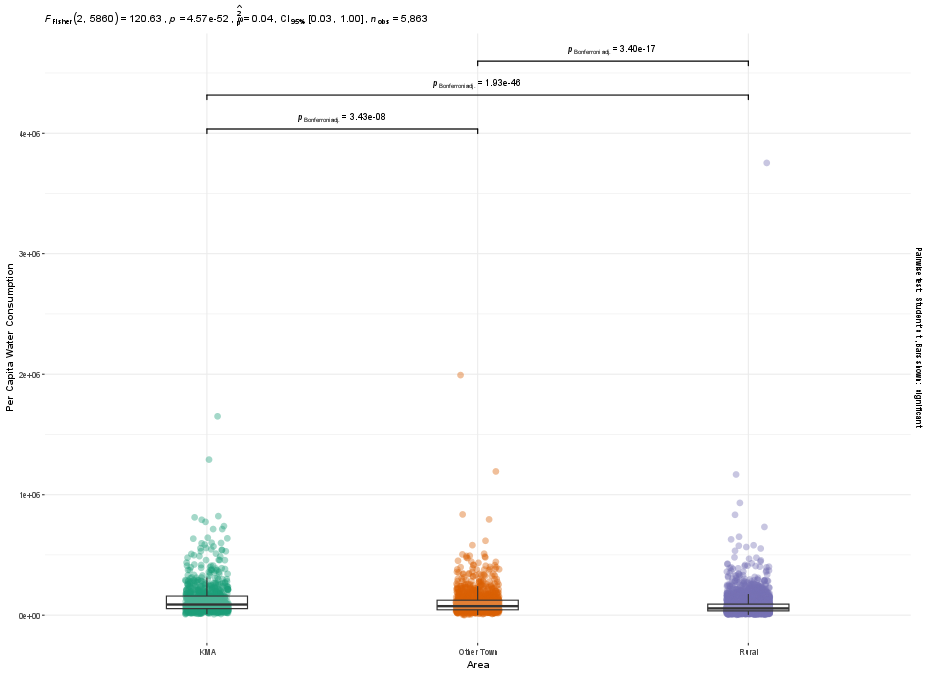 F Fisher (2, 5860) = 120.63, p = 4.57e-52, η̂²p = 0.04, CI 95% [0.03, 1.00], n obs = 5,863
p Bonferroni adj. = 3.40e-17
p Bonferroni adj. = 1.93e-46
p Bonferroni adj. = 3.43e-08
4e+06
3e+06
2e+06
1e+06
0e+00
Per Capita Water Consumption
Pairwise test: Student's t, Bars shown: significant
KMA Other Town Rural
Area